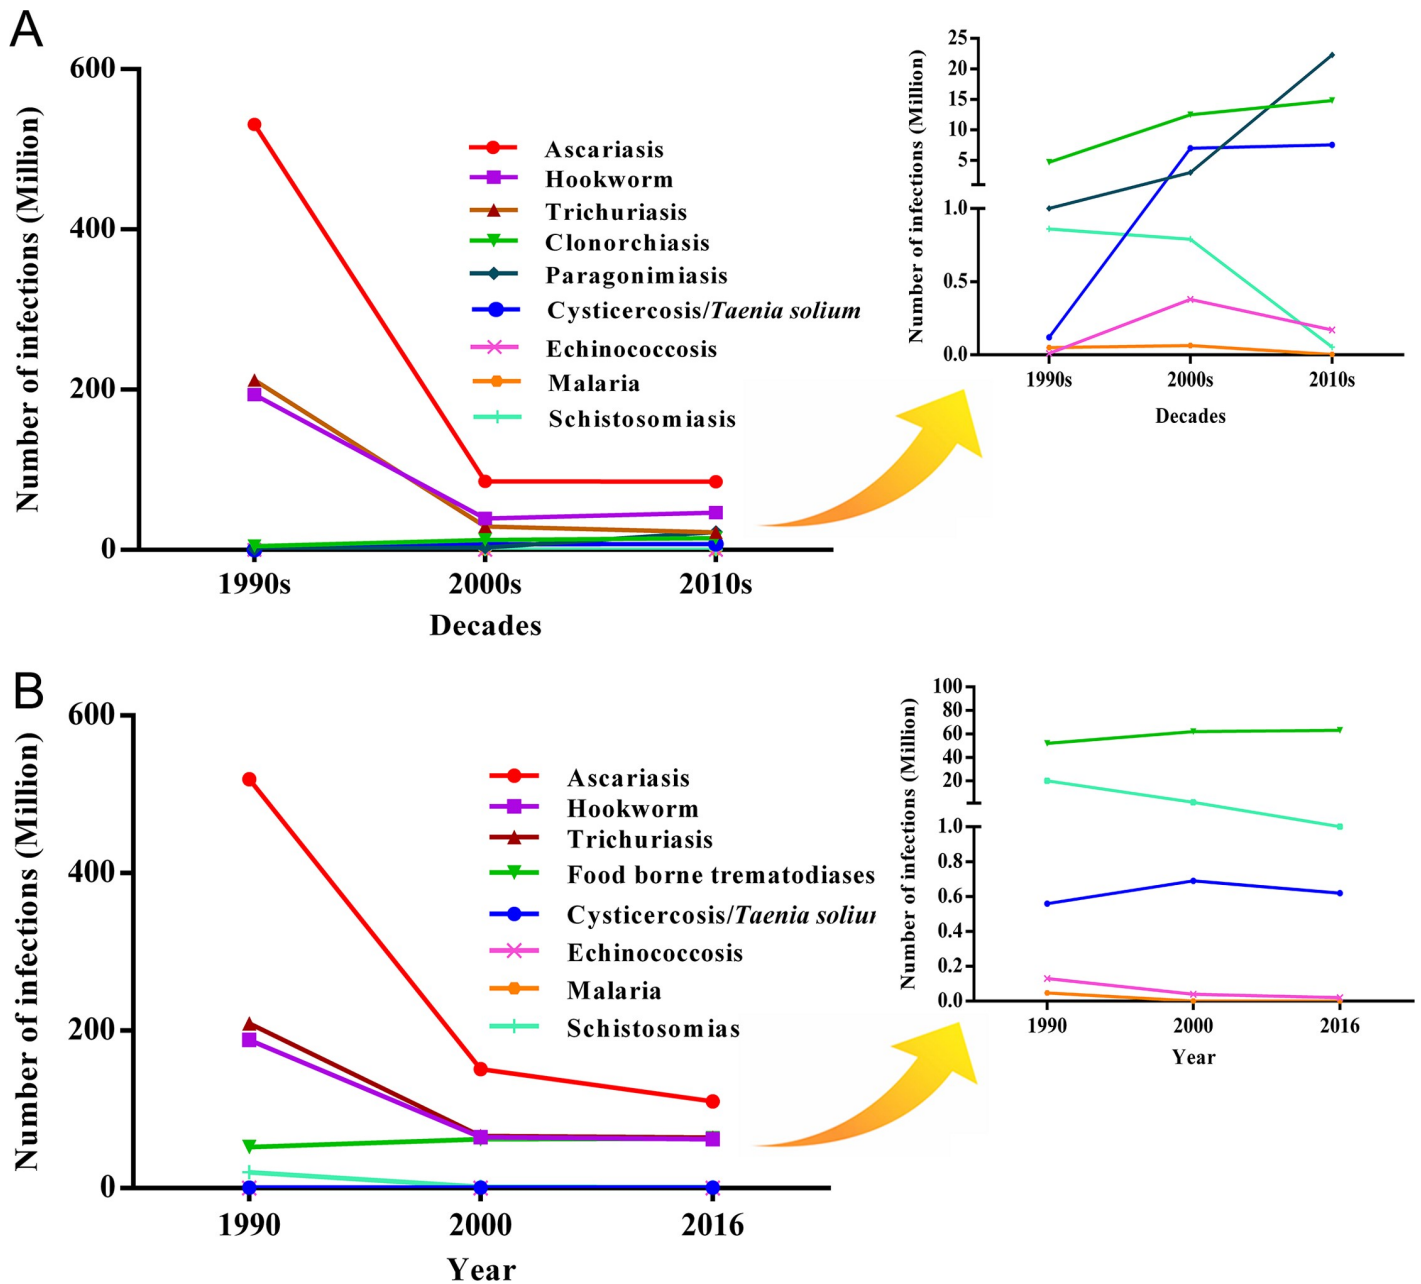 A
Number of infections (Million)
600
400
200
0
1990s
2000s
2010s
Decades
Ascariasis
Hookworm
Trichuriasis
Clonorchiasis
Paragonimiasis
Cysticercosis/Taenia solium
Echinococcosis
Malaria
Schistosomiasis
Number of infections (Million)
25
20
15
10
5
1.0
0.5
0.0
1990s
2000s
2010s
Decades
B
Number of infections (Million)
600
400
200
0
1990
2000
2016
Year
Ascariasis
Hookworm
Trichuriasis
Food borne trematodiases
Cysticercosis/Taenia soliur
Echinococcosis
Malaria
Schistosomias
Number of infections (Million)
100
80
60
40
20
1.0
0.8
0.6
0.4
0.2
0.0
1990
2000
2016
Year